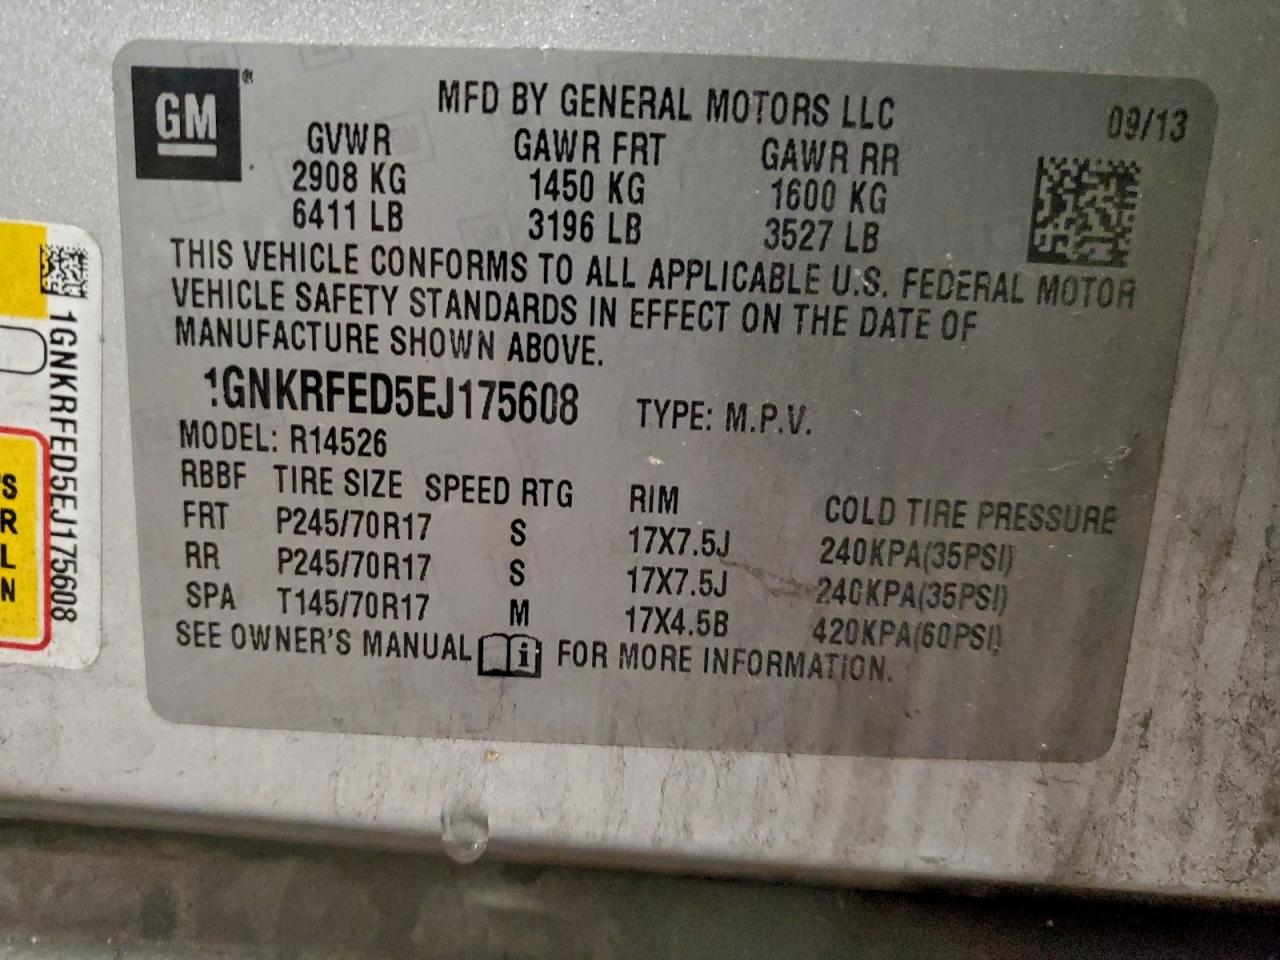 GM
MFD BY GENERAL MOTORS LLC 09/13
GVWR GAWR FRT GAWR RR
2908 KG 1450 KG 1600 KG
6411 LB 3196 LB 3527 LB
THIS VEHICLE CONFORMS TO ALL APPLICABLE U.S. FEDERAL MOTOR
VEHICLE SAFETY STANDARDS IN EFFECT ON THE DATE OF
MANUFACTURE SHOWN ABOVE.
1GNKRFED5EJ175608 TYPE: M.P.V.
MODEL: R14526
RBBF TIRE SIZE SPEED RTG RIM COLD TIRE PRESSURE
FRT P245/70R17 S 17X7.5J 240KPA(35PSI)
RR P245/70R17 S 17X7.5J 240KPA(35PSI)
SPA T145/70R17 M 17X4.5B 420KPA(60PSI)
SEE OWNER'S MANUAL i FOR MORE INFORMATION.
1GNKRFED5EJ175608
S
R
L
N